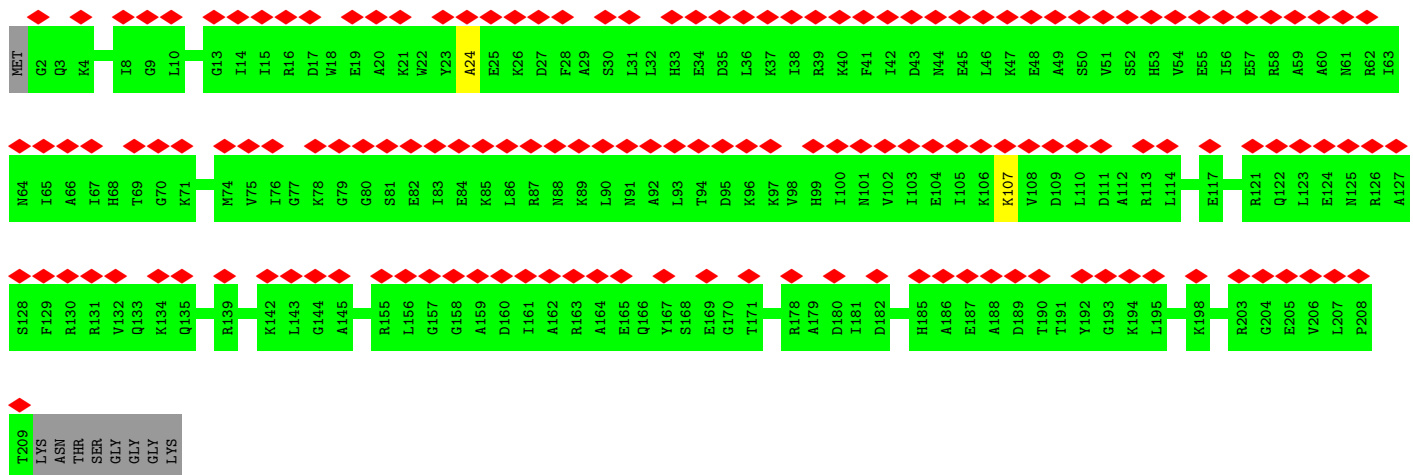 MET G2 Q3 K4 I8 G9 L10 G13 I14 I15 R16 D17 W18 E19 A20 K21 W22 Y23 A24 E25 K26 D27 F28 A29 S30 L31 L32 H33 E34 D35 L36 K37 I38 R39 K40 F41 I42 D43 N44 E45 L46 K47 E48 A49 S50 V51 S52 H53 V54 E55 I56 E57 R58 A59 A60 N61 R62 I63
N64 I65 A66 I67 H68 T69 G70 K71 M74 V75 I76 G77 K78 G79 G80 S81 E82 I83 E84 K85 L86 R87 N88 K89 L90 N91 A92 L93 T94 D95 K96 K97 V98 H99 I100 N101 V102 I103 E104 I105 K106 K107 V108 D109 L110 D111 A112 R113 L114 E117 R121 Q122 L123 E124 N125 R126 A127
S128 F129 R130 R131 V132 Q133 K134 Q135 R139 K142 L143 G144 A145 R155 L156 G157 G158 A159 D160 I161 A162 R163 A164 E165 Q166 Y167 S168 E169 G170 T171 R178 A179 D180 I181 D182 H185 A186 E187 A188 D189 T190 T191 Y192 G193 K194 L195 K198 R203 G204 E205 V206 L207 P208
T209 LYS ASN THR SER GLY GLY GLY LYS